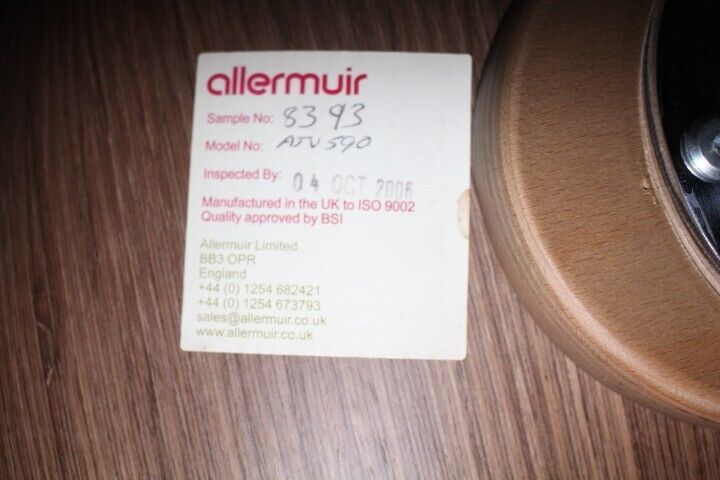 allermuir
Sample No: 8393
Model No: ATU590
Inspected By: 04 OCT 2006
Manufactured in the UK to ISO 9002
Quality approved by BSI
Allermuir Limited
BB3 OPR
England
+44 (0) 1254 682421
+44 (0) 1254 673793
sales@allermuir.co.uk
www.allermuir.co.uk